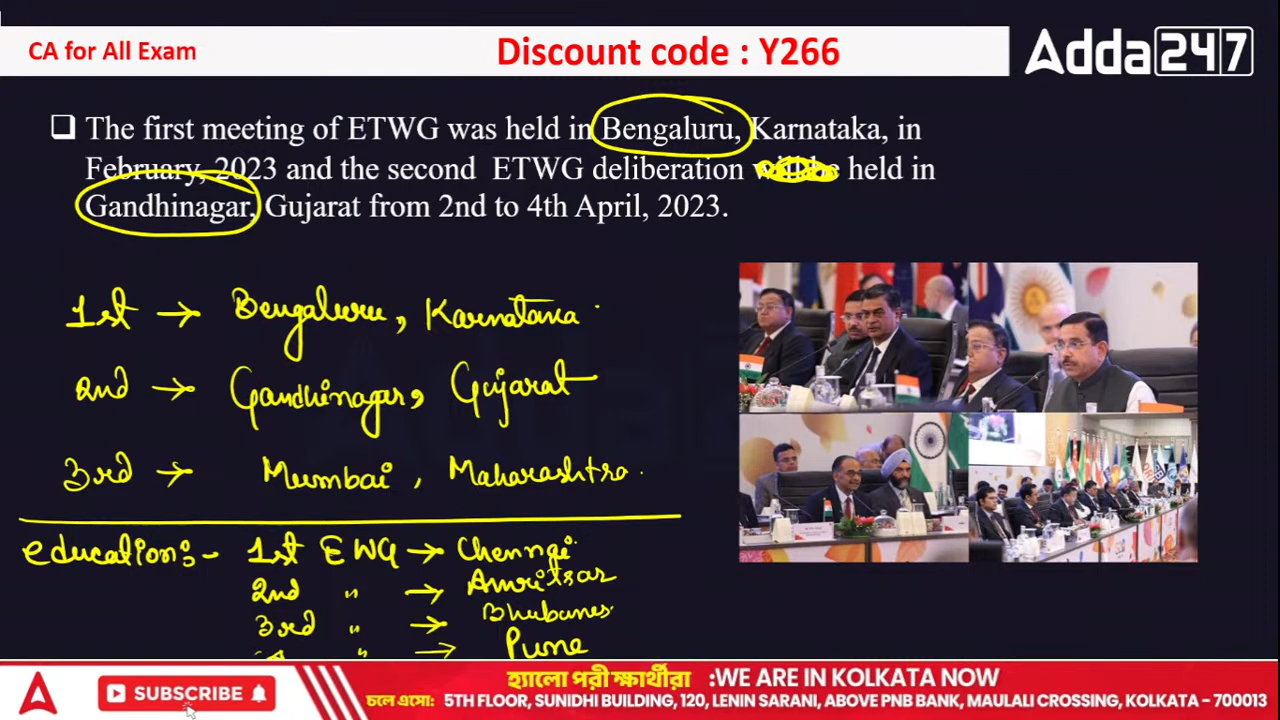 CA for All Exam
Discount code : Y266
Adda247
❑ The first meeting of ETWG was held in Bengaluru, Karnataka, in
February, 2023 and the second ETWG deliberation will be held in
Gandhinagar, Gujarat from 2nd to 4th April, 2023.
1st → Bengaluru, Karnataka.
2nd → Gandhinagar, Gujarat
3rd → Mumbai, Maharashtra.
education:- 1st EWG → Chennai.
2nd " → Amritsar
3rd " → Bhubanes.
" → Pune
SUBSCRIBE
হ্যালো পরীক্ষার্থীরা :WE ARE IN KOLKATA NOW
চলে এসো: 5TH FLOOR, SUNIDHI BUILDING, 120, LENIN SARANI, ABOVE PNB BANK, MAULALI CROSSING, KOLKATA - 700013